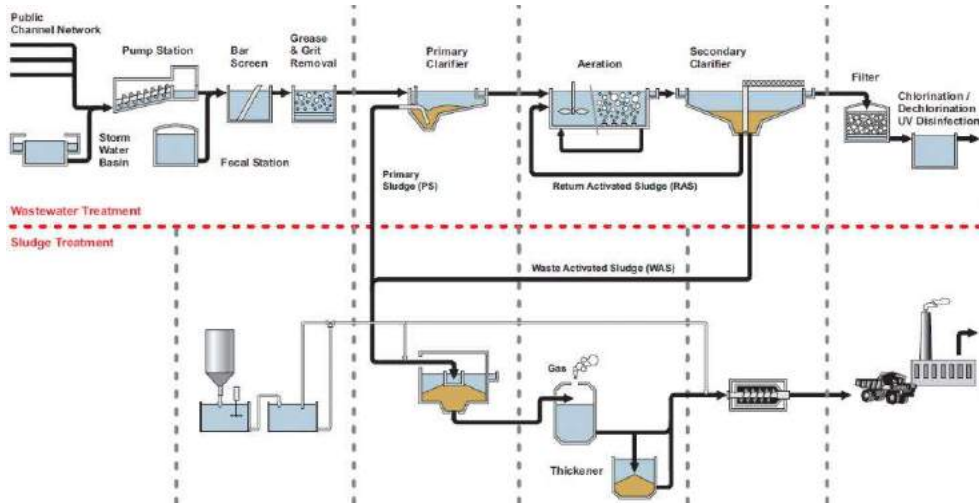 Public
Channel Network
Pump Station
Bar
Screen
Grease
& Grit
Removal
Primary
Clarifier
Aeration
Secondary
Clarifier
Filter
Chlorination /
Dechlorination
UV Disinfection
Storm
Water
Basin
Fecal Station
Primary
Sludge (PS)
Return Activated Sludge (RAS)
Wastewater Treatment
Sludge Treatment
Waste Activated Sludge (WAS)
Gas
Thickener